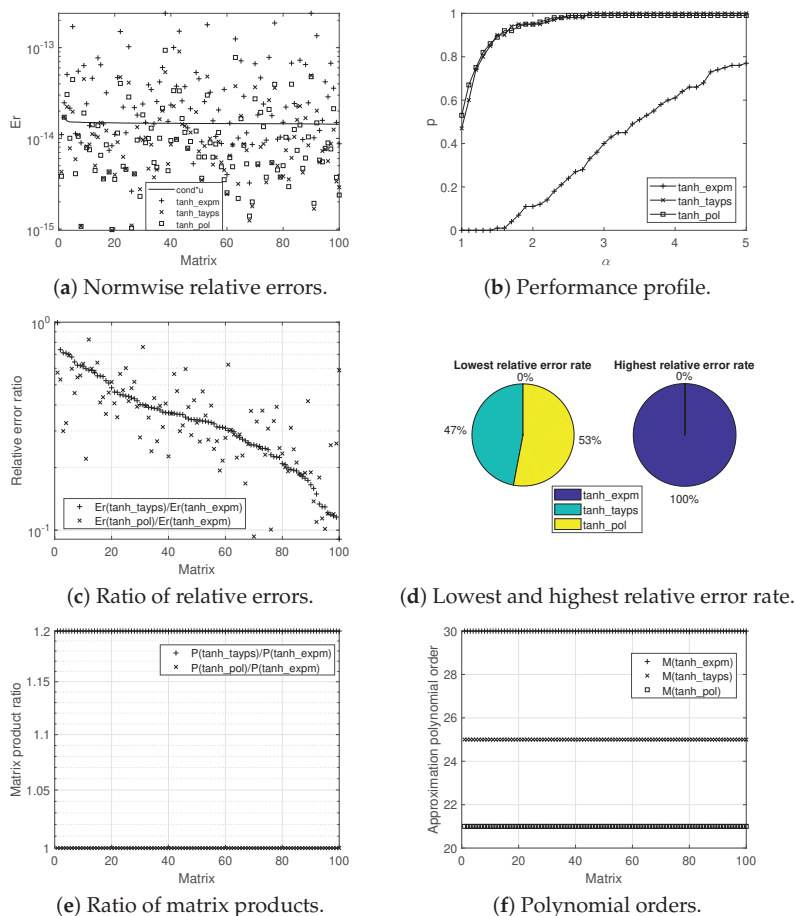 10^-13
10^-14
10^-15
Er
0 20 40 60 80 100
Matrix
cond*u
tanh_expm
tanh_tayps
tanh_pol
(a) Normwise relative errors.
1
0.8
0.6
0.4
0.2
0
p
1 2 3 4 5
α
tanh_expm
tanh_tayps
tanh_pol
(b) Performance profile.
10^0
10^-1
Relative error ratio
0 20 40 60 80 100
Matrix
Er(tanh_tayps)/Er(tanh_expm)
Er(tanh_pol)/Er(tanh_expm)
(c) Ratio of relative errors.
Lowest relative error rate
0%
47%
53%
Highest relative error rate
0%
100%
tanh_expm
tanh_tayps
tanh_pol
(d) Lowest and highest relative error rate.
1.2
1.15
1.1
1.05
1
Matrix product ratio
0 20 40 60 80 100
Matrix
P(tanh_tayps)/P(tanh_expm)
P(tanh_pol)/P(tanh_expm)
(e) Ratio of matrix products.
30
28
26
24
22
20
Approximation polynomial order
0 20 40 60 80 100
Matrix
M(tanh_expm)
M(tanh_tayps)
M(tanh_pol)
(f) Polynomial orders.